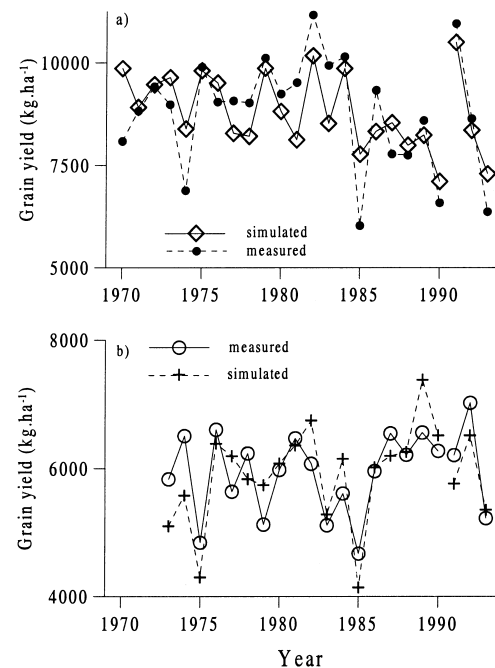 a)
Grain yield (kg.ha⁻¹)
10000
7500
5000
simulated
measured
1970 1975 1980 1985 1990
b)
Grain yield (kg.ha⁻¹)
8000
6000
4000
measured
simulated
1970 1975 1980 1985 1990
Year